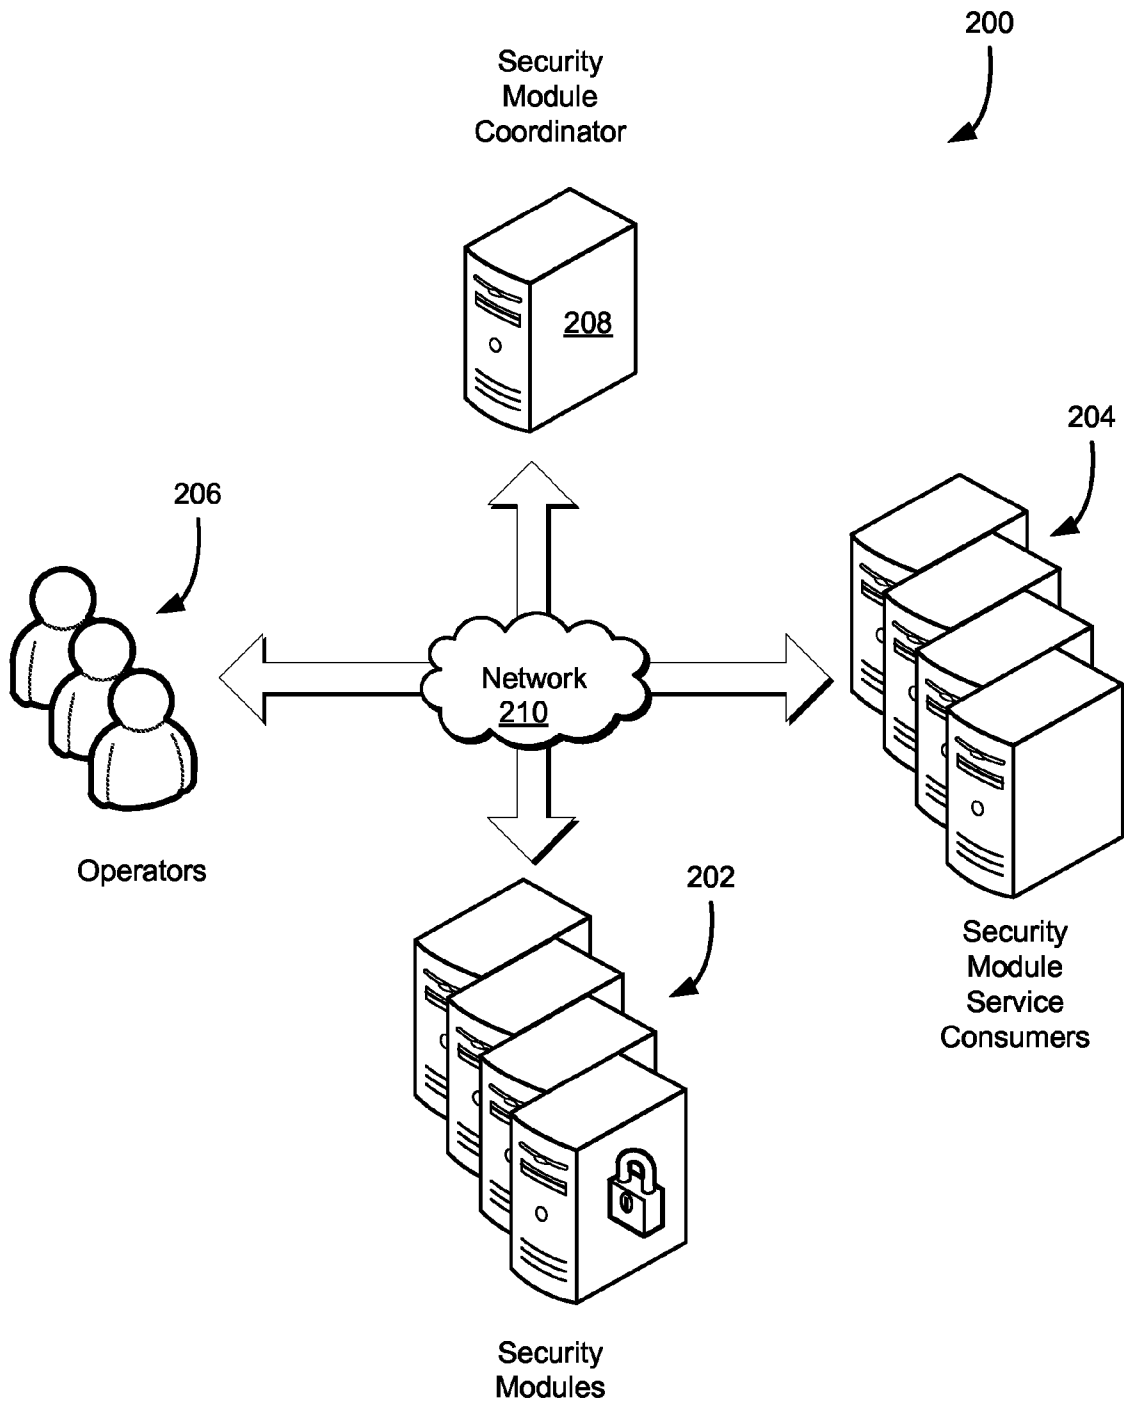 200
Security
Module
Coordinator
208
204
206
Network
210
Operators
202
Security
Module
Service
Consumers
Security
Modules